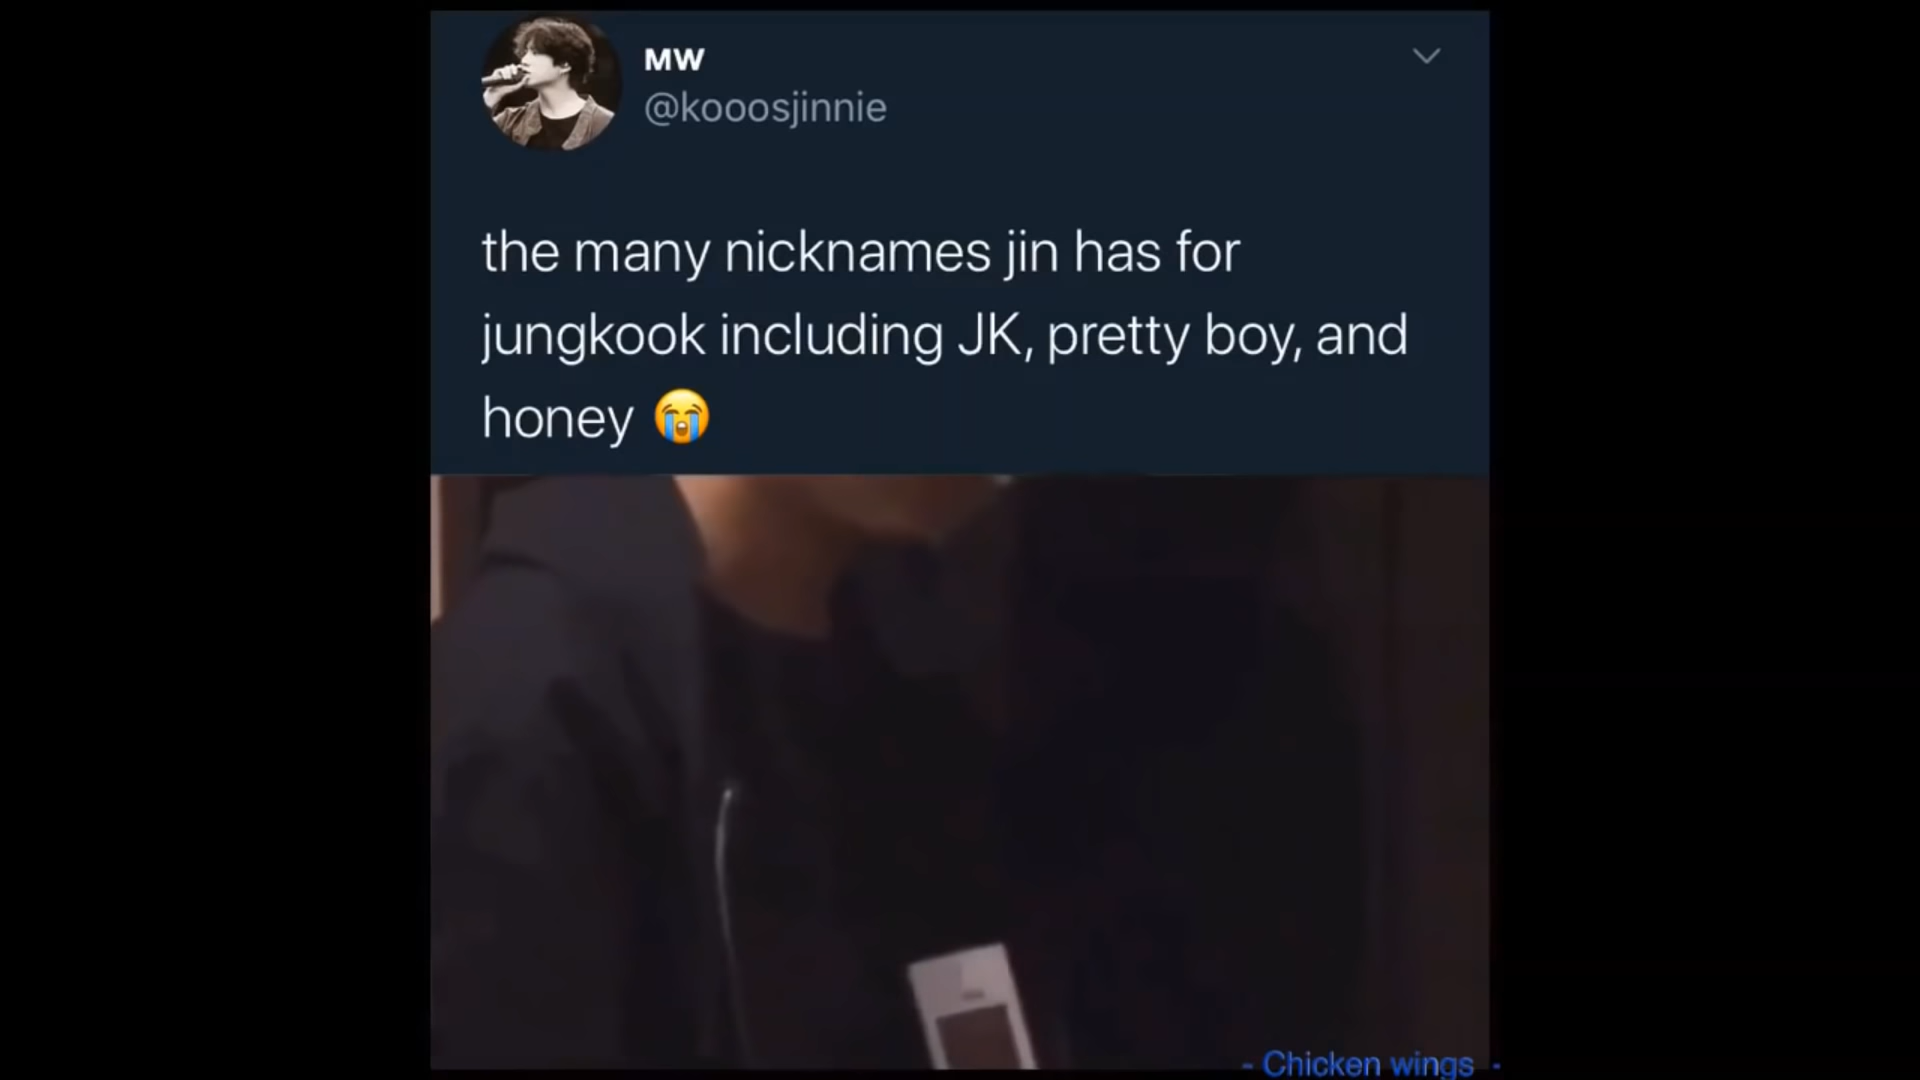 MW
@kooosjinnie
the many nicknames jin has for
jungkook including JK, pretty boy, and
honey 😭
- Chicken wings -